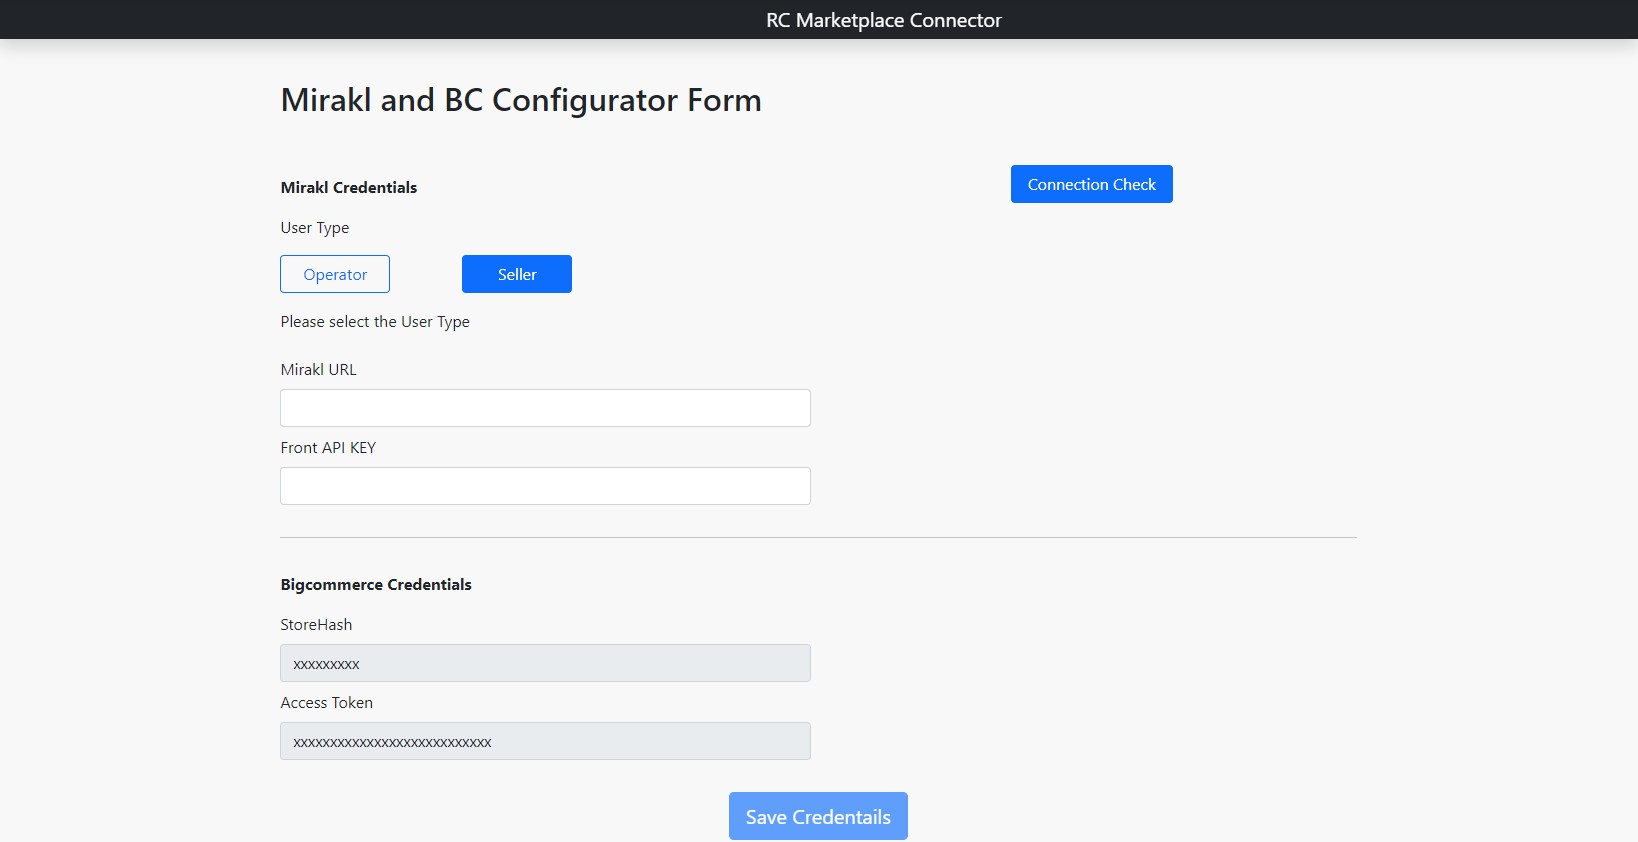 RC Marketplace Connector
Mirakl and BC Configurator Form
Mirakl Credentials
Connection Check
User Type
Operator
Seller
Please select the User Type
Mirakl URL
Front API KEY
Bigcommerce Credentials
StoreHash
xxxxxxxxx
Access Token
xxxxxxxxxxxxxxxxxxxxxxxxxxx
Save Credentails